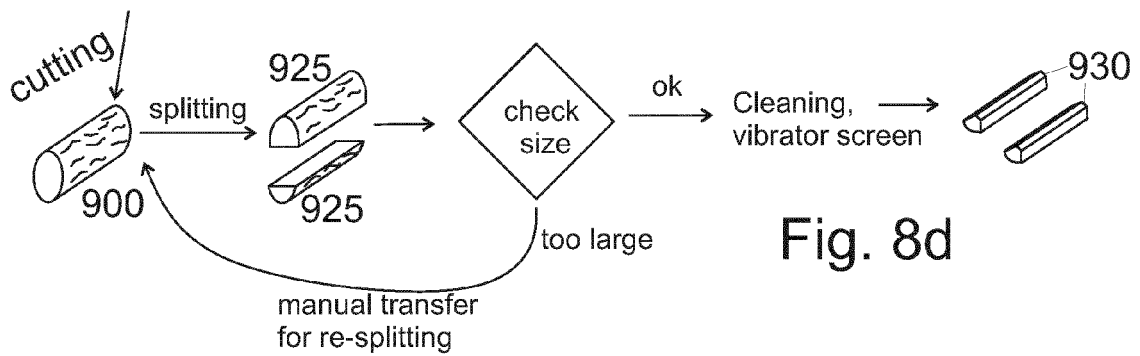 cutting
900
splitting
925
925
check
size
ok
too large
manual transfer
for re-splitting
Cleaning,
vibrator screen
930
Fig. 8d